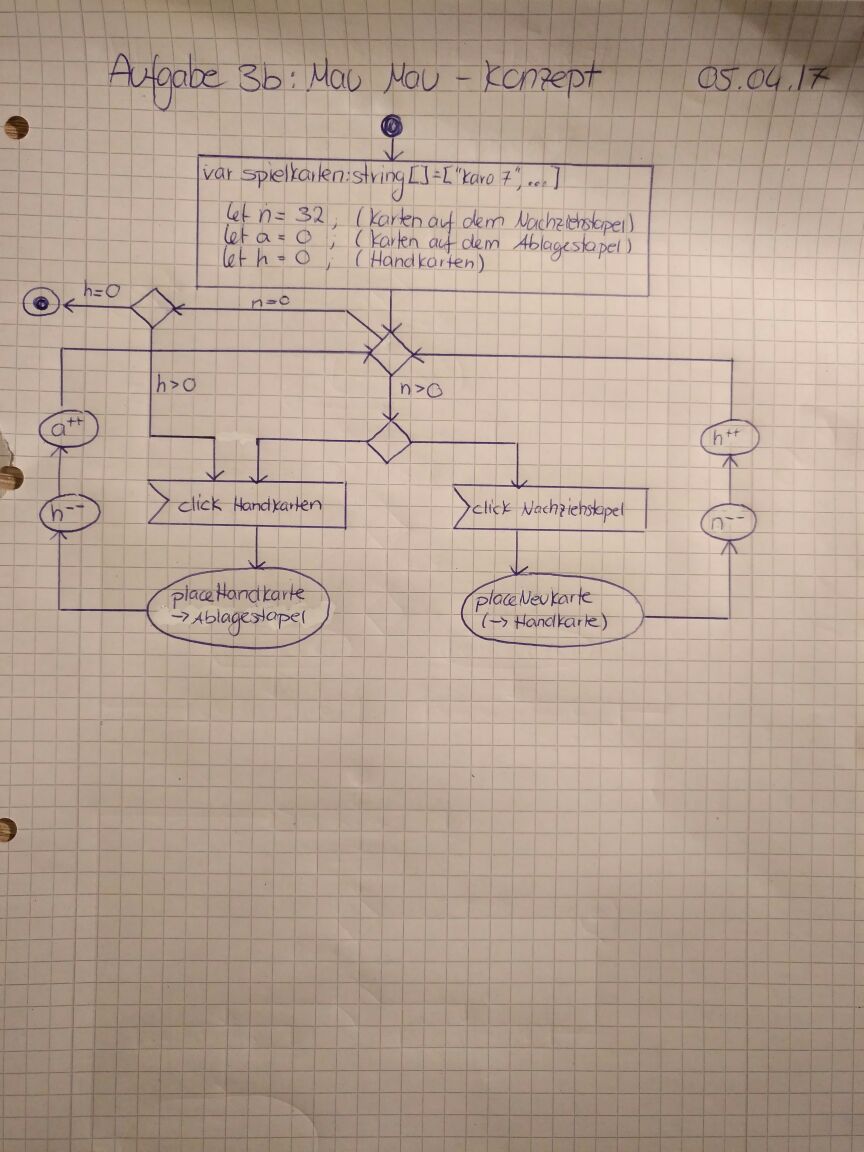 Aufgabe 3b: Mau Mau - Konzept 05.04.17
var spielkarten:string[]=["Karo 7",...]
let n = 32 ; (Karten auf dem Nachziehstapel)
let a = 0 ; (Karten auf dem Ablagestapel)
let h = 0 ; (Handkarten)
h=0
n=0
h>0
n>0
a++
h++
h--
click Handkarten
click Nachziehstapel
n--
placeHandkarte
→ Ablagestapel
placeNeuKarte
(→ Handkarte)